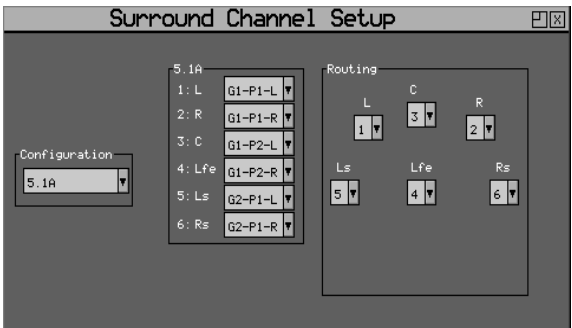 Surround Channel Setup
Configuration
5.1A
5.1A
1: L G1-P1-L
2: R G1-P1-R
3: C G1-P2-L
4: Lfe G1-P2-R
5: Ls G2-P1-L
6: Rs G2-P1-R
Routing
L C R
1 3 2
Ls Lfe Rs
5 4 6